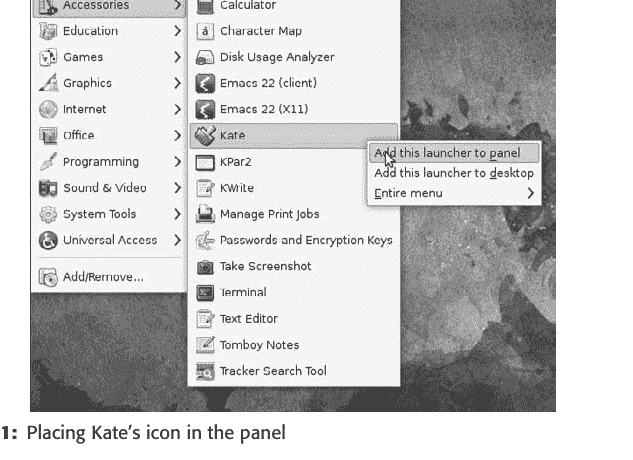 Accessories
Education
Games
Graphics
Internet
Office
Programming
Sound & Video
System Tools
Universal Access
Add/Remove...
Calculator
Character Map
Disk Usage Analyzer
Emacs 22 (client)
Emacs 22 (X11)
Kate
KPar2
KWrite
Manage Print Jobs
Passwords and Encryption Keys
Take Screenshot
Terminal
Text Editor
Tomboy Notes
Tracker Search Tool
Add this launcher to panel
Add this launcher to desktop
Entire menu
1: Placing Kate's icon in the panel